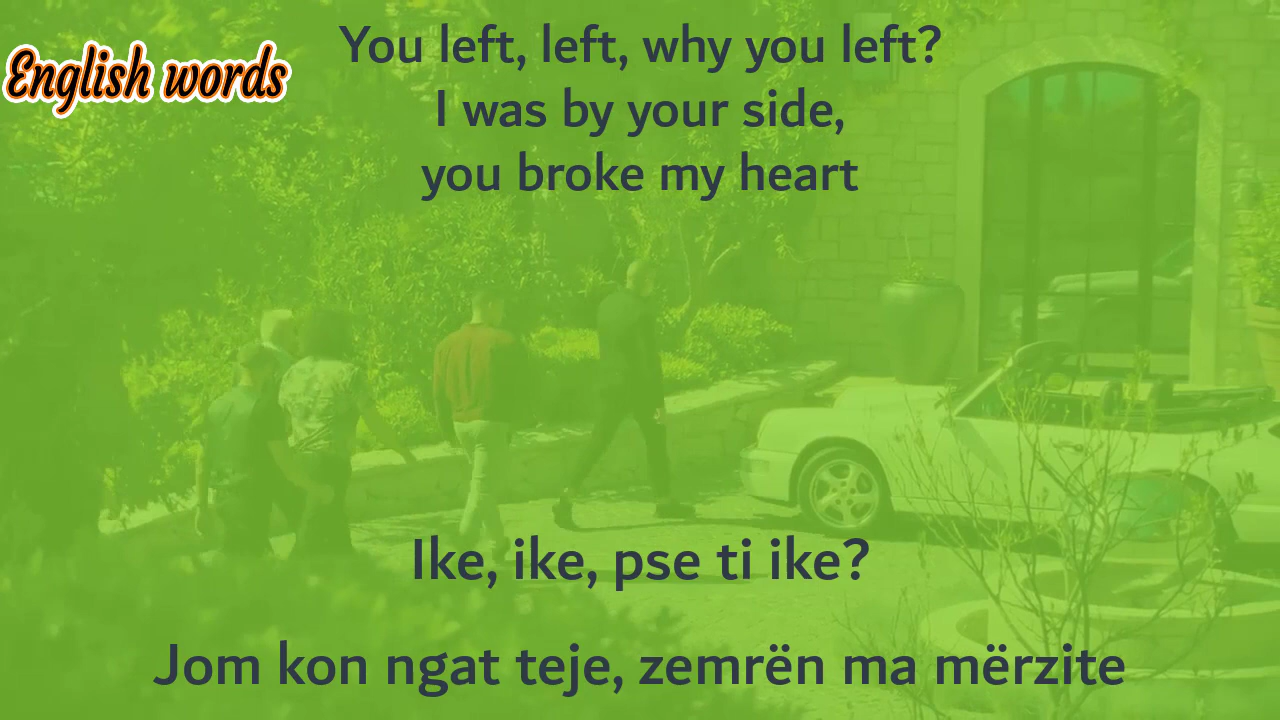 English words
You left, left, why you left?
I was by your side,
you broke my heart
Ike, ike, pse ti ike?
Jom kon ngat teje, zemrën ma mërzite